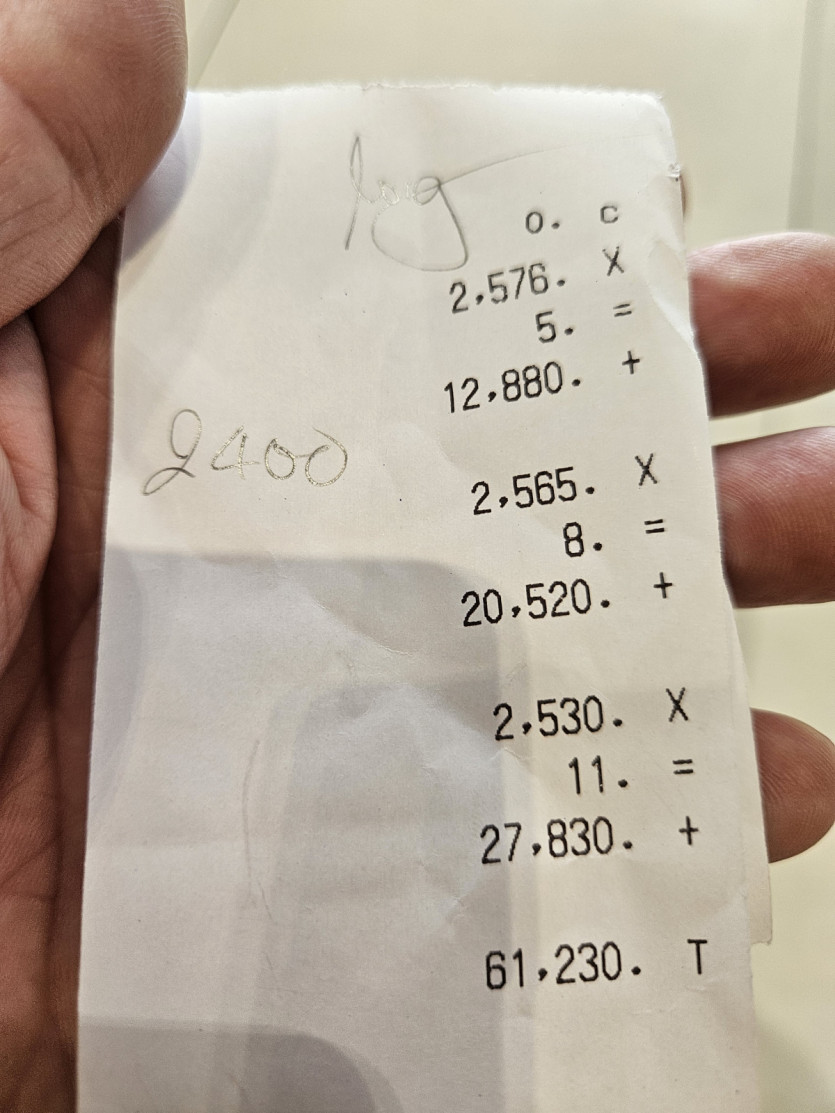 0. C
2,576. X
5. =
12,880. +
2400
2,565. X
8. =
20,520. +
2,530. X
11. =
27,830. +
61,230. T